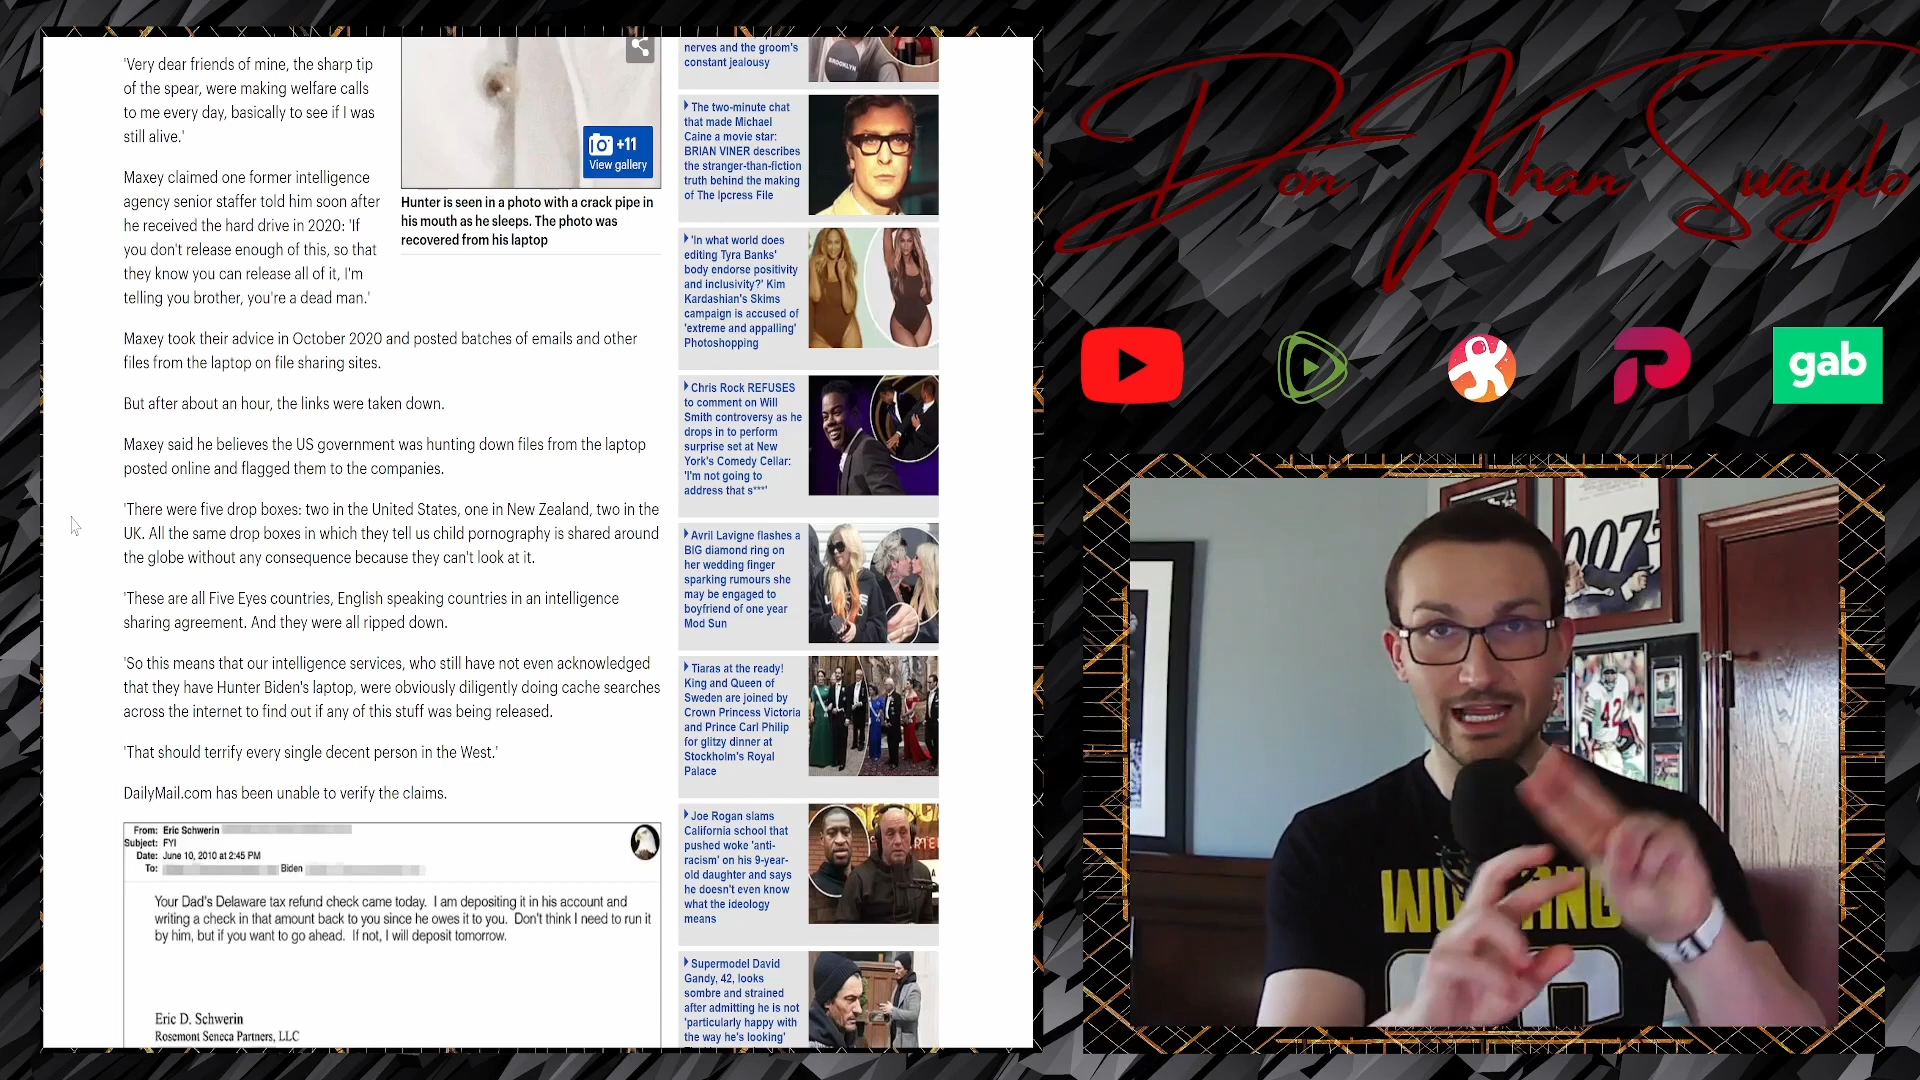 'Very dear friends of mine, the sharp tip
of the spear, were making welfare calls
to me every day, basically to see if I was
still alive.'
Maxey claimed one former intelligence
agency senior staffer told him soon after
he received the hard drive in 2020: 'If
you don't release enough of this, so that
they know you can release all of it, I'm
telling you brother, you're a dead man.'
+11
View gallery
Hunter is seen in a photo with a crack pipe in
his mouth as he sleeps. The photo was
recovered from his laptop
Maxey took their advice in October 2020 and posted batches of emails and other
files from the laptop on file sharing sites.
But after about an hour, the links were taken down.
Maxey said he believes the US government was hunting down files from the laptop
posted online and flagged them to the companies.
'There were five drop boxes: two in the United States, one in New Zealand, two in the
UK. All the same drop boxes in which they tell us child pornography is shared around
the globe without any consequence because they can't look at it.
'These are all Five Eyes countries, English speaking countries in an intelligence
sharing agreement. And they were all ripped down.
'So this means that our intelligence services, who still have not even acknowledged
that they have Hunter Biden's laptop, were obviously diligently doing cache searches
across the internet to find out if any of this stuff was being released.
'That should terrify every single decent person in the West.'
DailyMail.com has been unable to verify the claims.
From: Eric Schwerin
Subject: FYI
Date: June 10, 2010 at 2:45 PM
To: Biden
Your Dad's Delaware tax refund check came today. I am depositing it in his account and
writing a check in that amount back to you since he owes it to you. Don't think I need to run it
by him, but if you want to go ahead. If not, I will deposit tomorrow.
Eric D. Schwerin
Rosemont Seneca Partners, LLC
nerves and the groom's
constant jealousy
BROOKLYN
The two-minute chat
that made Michael
Caine a movie star:
BRIAN VINER describes
the stranger-than-fiction
truth behind the making
of The Ipcress File
'In what world does
editing Tyra Banks'
body endorse positivity
and inclusivity?' Kim
Kardashian's Skims
campaign is accused of
'extreme and appalling'
Photoshopping
Chris Rock REFUSES
to comment on Will
Smith controversy as he
drops in to perform
surprise set at New
York's Comedy Cellar:
'I'm not going to
address that s***'
Avril Lavigne flashes a
BIG diamond ring on
her wedding finger
sparking rumours she
may be engaged to
boyfriend of one year
Mod Sun
Tiaras at the ready!
King and Queen of
Sweden are joined by
Crown Princess Victoria
and Prince Carl Philip
for glitzy dinner at
Stockholm's Royal
Palace
Joe Rogan slams
California school that
pushed woke 'anti-
racism' on his 9-year-
old daughter and says
he doesn't even know
what the ideology
means
Supermodel David
Gandy, 42, looks
sombre and strained
after admitting he is not
'particularly happy with
the way he's looking'
Don Khan Swaylo
gab
007
42